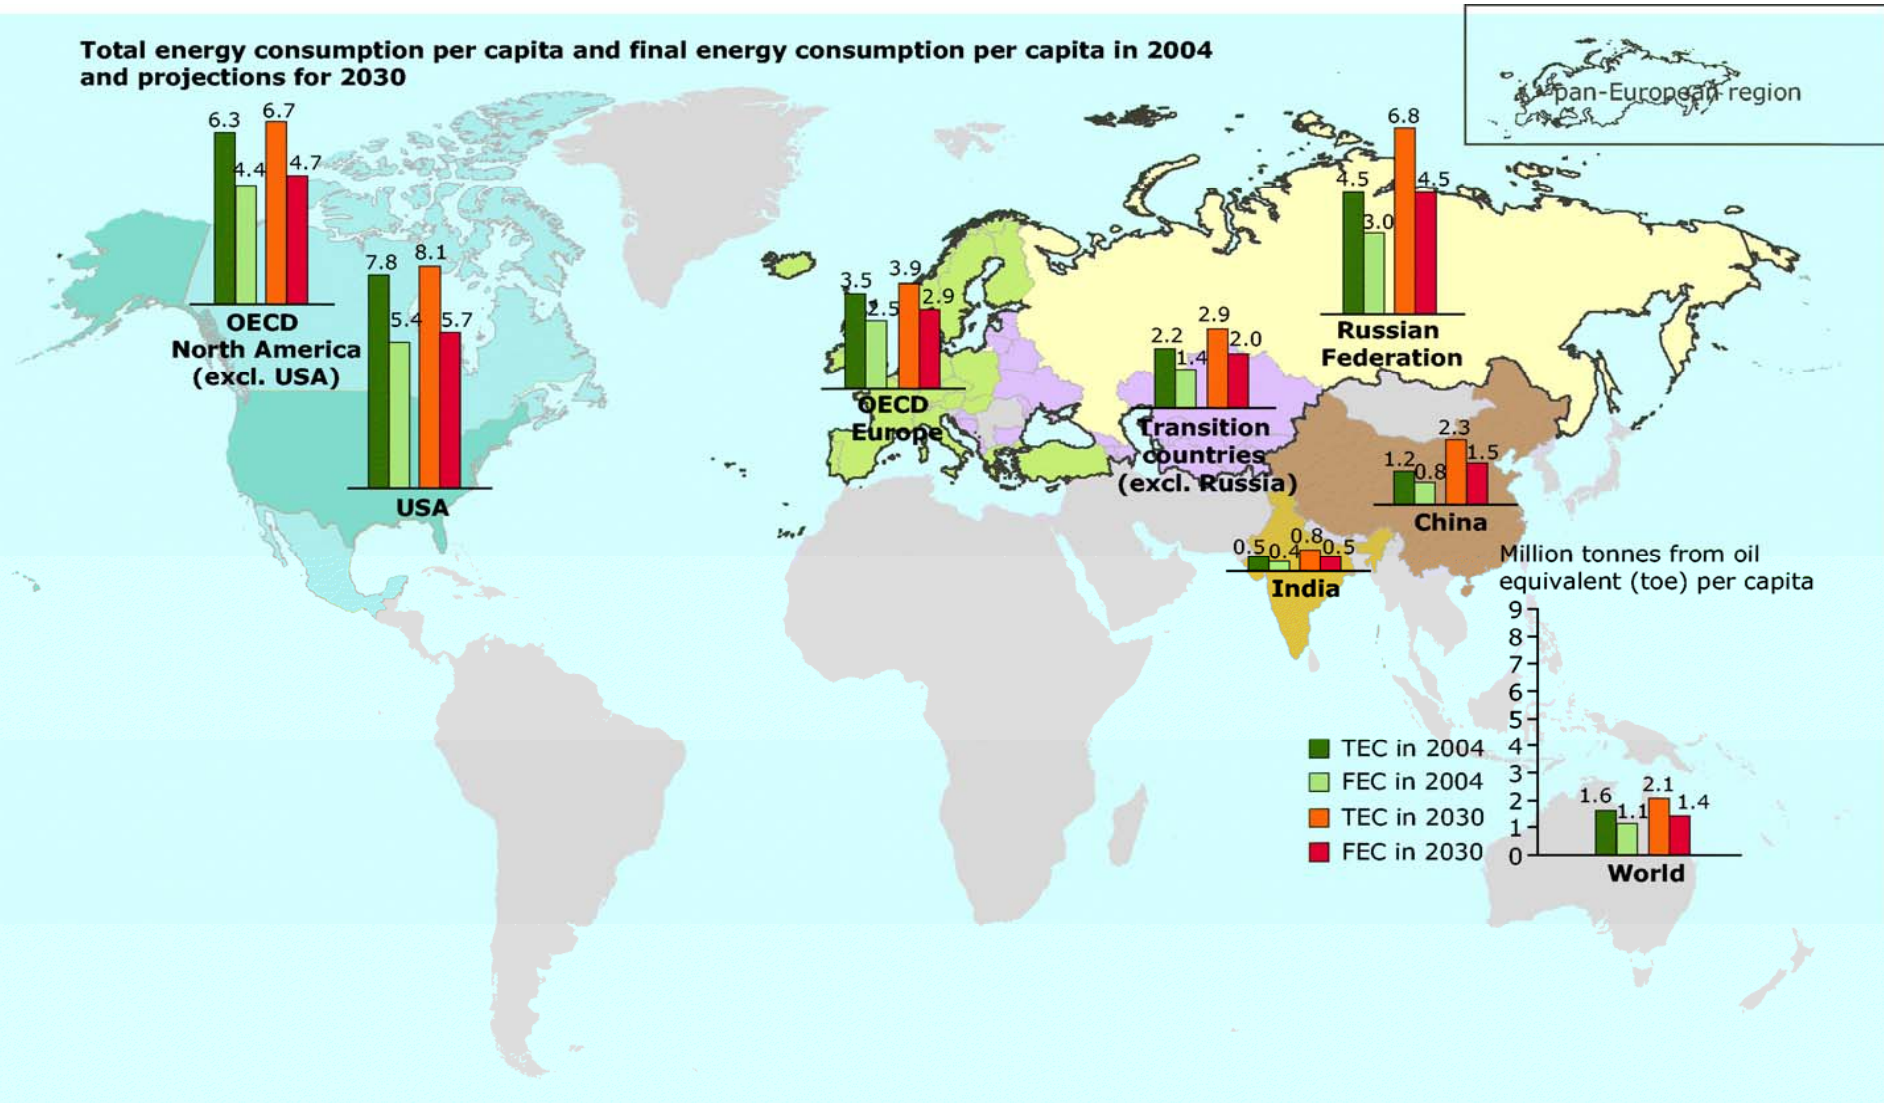 Total energy consumption per capita and final energy consumption per capita in 2004
and projections for 2030
pan-European region
6.3
4.4
6.7
4.7
OECD
North America
(excl. USA)
7.8
5.4
8.1
5.7
USA
3.5
2.5
3.9
2.9
OECD
Europe
2.2
1.4
2.9
2.0
Transition
countries
(excl. Russia)
4.5
3.0
6.8
4.5
Russian
Federation
1.2
0.8
2.3
1.5
China
0.5
0.4
0.8
0.5
India
Million tonnes from oil
equivalent (toe) per capita
9
8
7
6
5
4
3
2
1
0
TEC in 2004
FEC in 2004
TEC in 2030
FEC in 2030
1.6
1.1
2.1
1.4
World